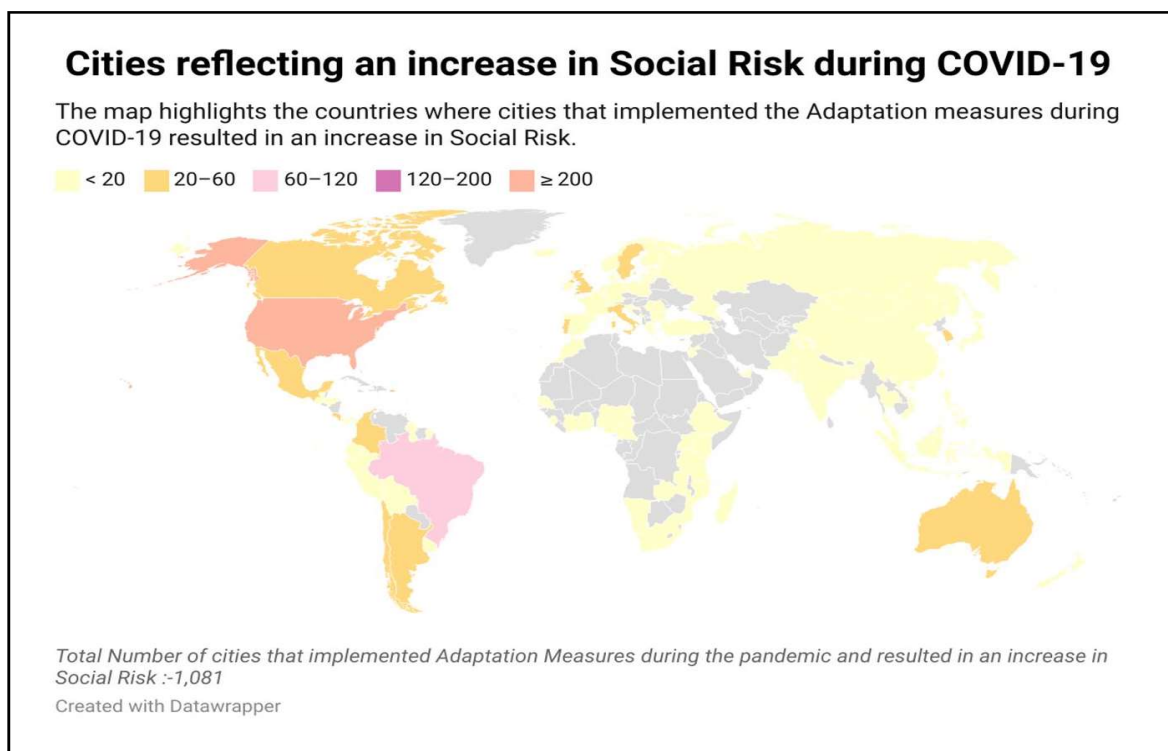 Cities reflecting an increase in Social Risk during COVID-19
The map highlights the countries where cities that implemented the Adaptation measures during
COVID-19 resulted in an increase in Social Risk.
< 20 20–60 60–120 120–200 ≥ 200
Total Number of cities that implemented Adaptation Measures during the pandemic and resulted in an increase in
Social Risk :-1,081
Created with Datawrapper